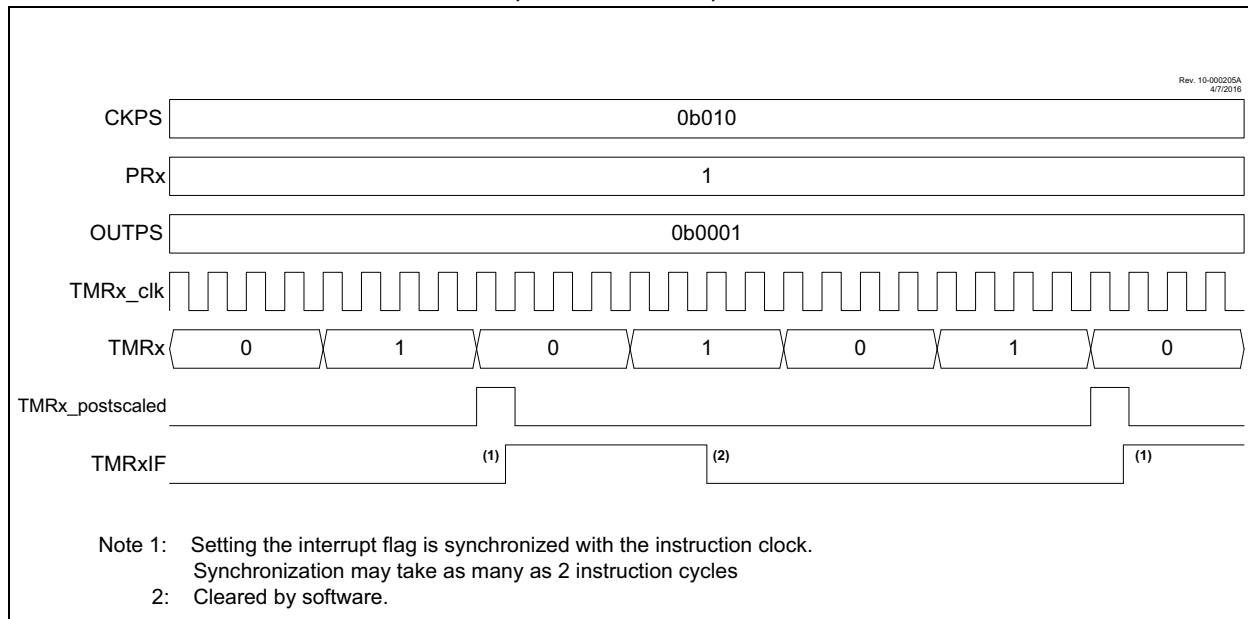 Rev. 10-000205A
4/7/2016
CKPS 0b010
PRx 1
OUTPS 0b0001
TMRx_clk
TMRx 0 1 0 1 0 1 0
TMRx_postscaled
TMRxIF (1) (2) (1)
Note 1: Setting the interrupt flag is synchronized with the instruction clock.
Synchronization may take as many as 2 instruction cycles
2: Cleared by software.